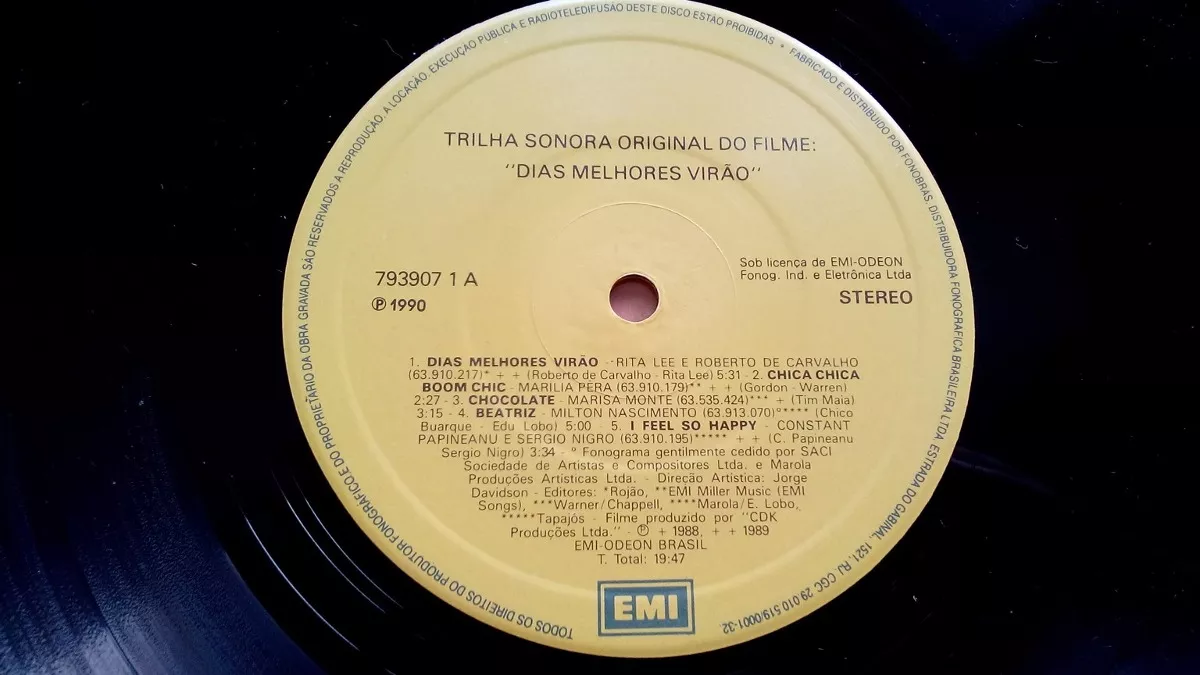 TRILHA SONORA ORIGINAL DO FILME:
"DIAS MELHORES VIRÃO"
793907 1 A
Ⓟ 1990
Sob licença de EMI-ODEON
Fonog. Ind. e Eletrônica Ltda
STEREO
1. DIAS MELHORES VIRÃO - RITA LEE E ROBERTO DE CARVALHO
(63.910.217)* + + (Roberto de Carvalho - Rita Lee) 5:31 - 2. CHICA CHICA
BOOM CHIC - MARILIA PERA (63.910.179)** + + (Gordon - Warren)
2:27 - 3. CHOCOLATE - MARISA MONTE (63.535.424)*** + (Tim Maia)
3:15 - 4. BEATRIZ - MILTON NASCIMENTO (63.913.070)°**** (Chico
Buarque - Edu Lobo) 5:00 - 5. I FEEL SO HAPPY - CONSTANT
PAPINEANU E SERGIO NIGRO (63.910.195)***** + + (C. Papineanu
Sergio Nigro) 3:34 - ° Fonograma gentilmente cedido por SACI
Sociedade de Artistas e Compositores Ltda. e Marola
Produções Artisticas Ltda. - Direcão Artistica: Jorge
Davidson - Editores: *Rojão, **EMI Miller Music (EMI
Songs), ***Warner/Chappell, ****Marola/E. Lobo,
*****Tapajós - Filme produzido por "CDK
Produções Ltda." - Ⓟ + 1988, + + 1989
EMI-ODEON BRASIL
T. Total: 19:47
EMI
TODOS OS DIREITOS DO PRODUTOR FONOGRAFICO E DO PROPRIETÁRIO DA OBRA GRAVADA SÃO RESERVADOS A REPRODUÇÃO, A LOCAÇÃO, EXECUÇÃO PÚBLICA E RADIOTELEDIFUSÃO DESTE DISCO ESTÃO PROIBIDAS • FABRICADO E DISTRIBUIDO POR FONOBRAS, DISTRIBUIDORA FONOGRAFICA BRASILEIRA LTDA. ESTRADA DO GABINAL, 1521, RJ, CGC 29 010 519/0001-32.